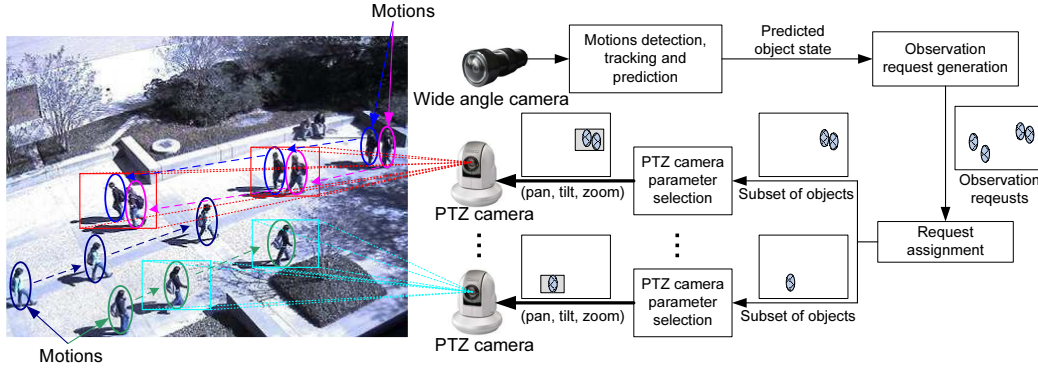 Motions
Motions detection,
tracking and
prediction
Predicted
object state
Observation
request generation
Wide angle camera
PTZ camera
(pan, tilt, zoom)
PTZ camera
parameter
selection
Subset of objects
Observation
reqeusts
Request
assignment
PTZ camera
(pan, tilt, zoom)
PTZ camera
parameter
selection
Subset of objects
Motions